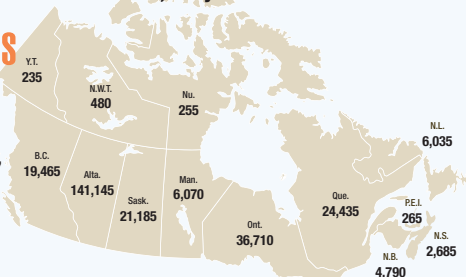 S
Y.T.
235
N.W.T.
480
Nu.
255
B.C.
19,465
Alta.
141,145
Sask.
21,185
Man.
6,070
Ont.
36,710
Que.
24,435
N.L.
6,035
P.E.I.
265
N.S.
2,685
N.B.
4,790